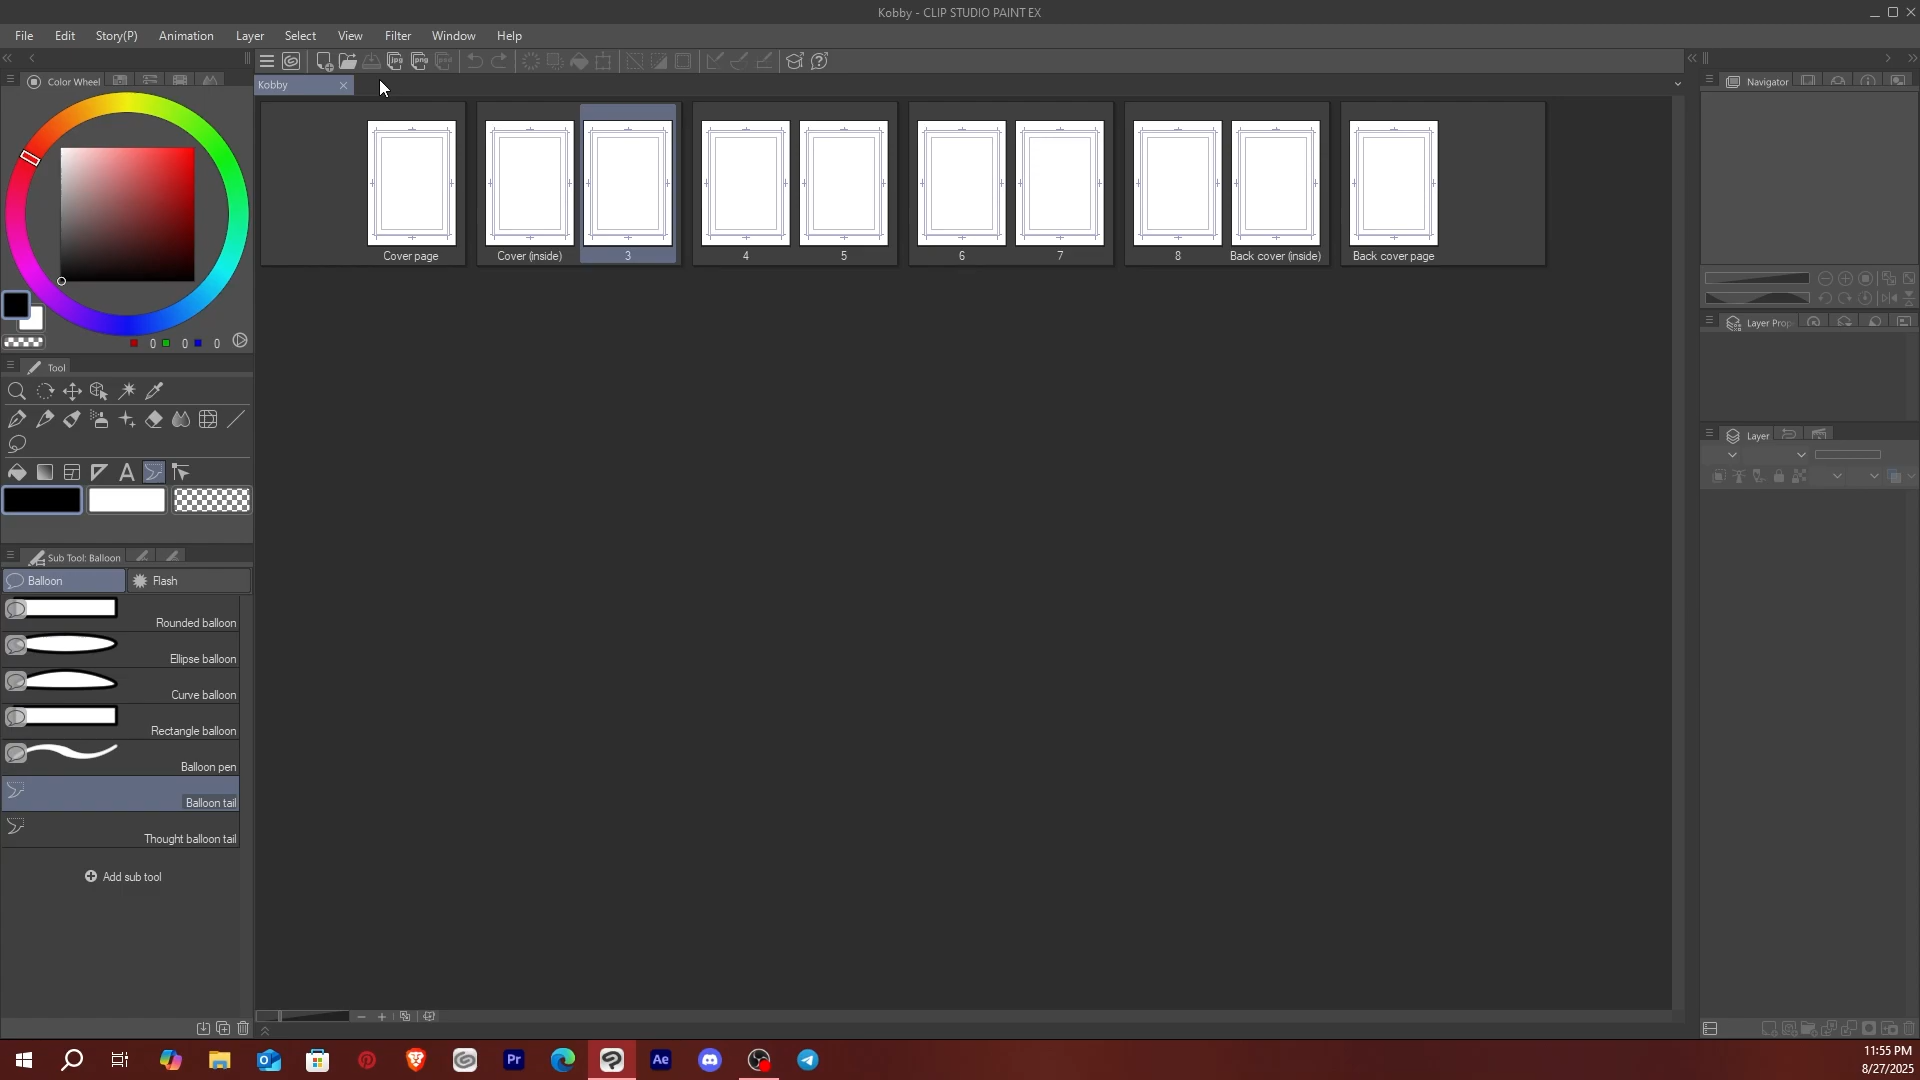 Kobby - CLIP STUDIO PAINT EX
File Edit Story(P) Animation Layer Select View Filter Window Help
Color Wheel
Kobby
Navigator
Cover page
Cover (inside)
3
4
5
6
7
8
Back cover (inside)
Back cover page
0 0 0
Layer Prop
Tool
Layer
Sub Tool: Balloon
Balloon
Flash
Rounded balloon
Ellipse balloon
Curve balloon
Rectangle balloon
Balloon pen
Balloon tail
Thought balloon tail
Add sub tool
11:55 PM
8/27/2025